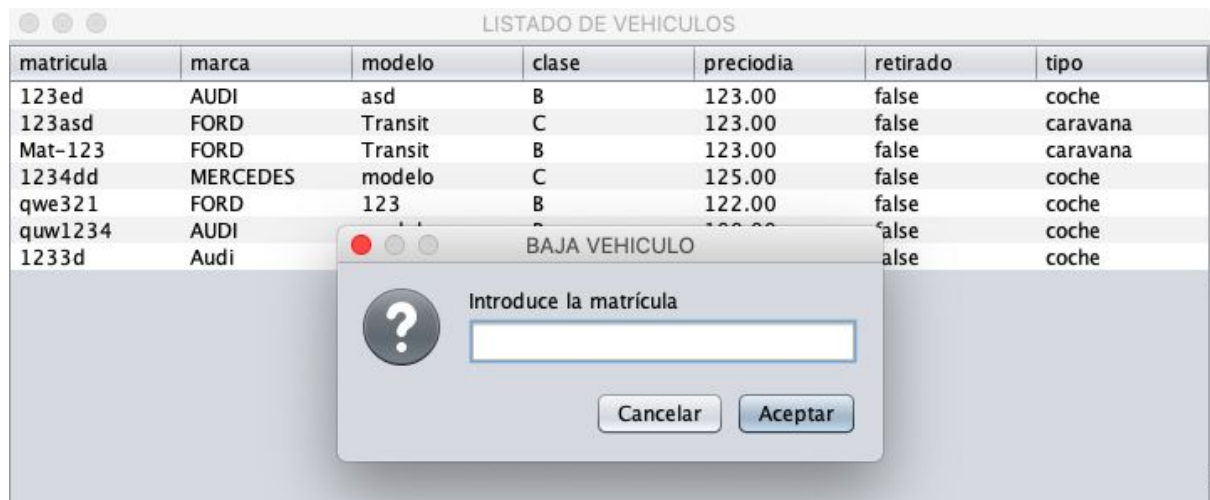 LISTADO DE VEHICULOS
matricula marca modelo clase preciodia retirado tipo
123ed AUDI asd B 123.00 false coche
123asd FORD Transit C 123.00 false caravana
Mat-123 FORD Transit B 123.00 false caravana
1234dd MERCEDES modelo C 125.00 false coche
qwe321 FORD 123 B 122.00 false coche
quw1234 AUDI false coche
1233d Audi coche
BAJA VEHICULO
Introduce la matrícula
Cancelar Aceptar